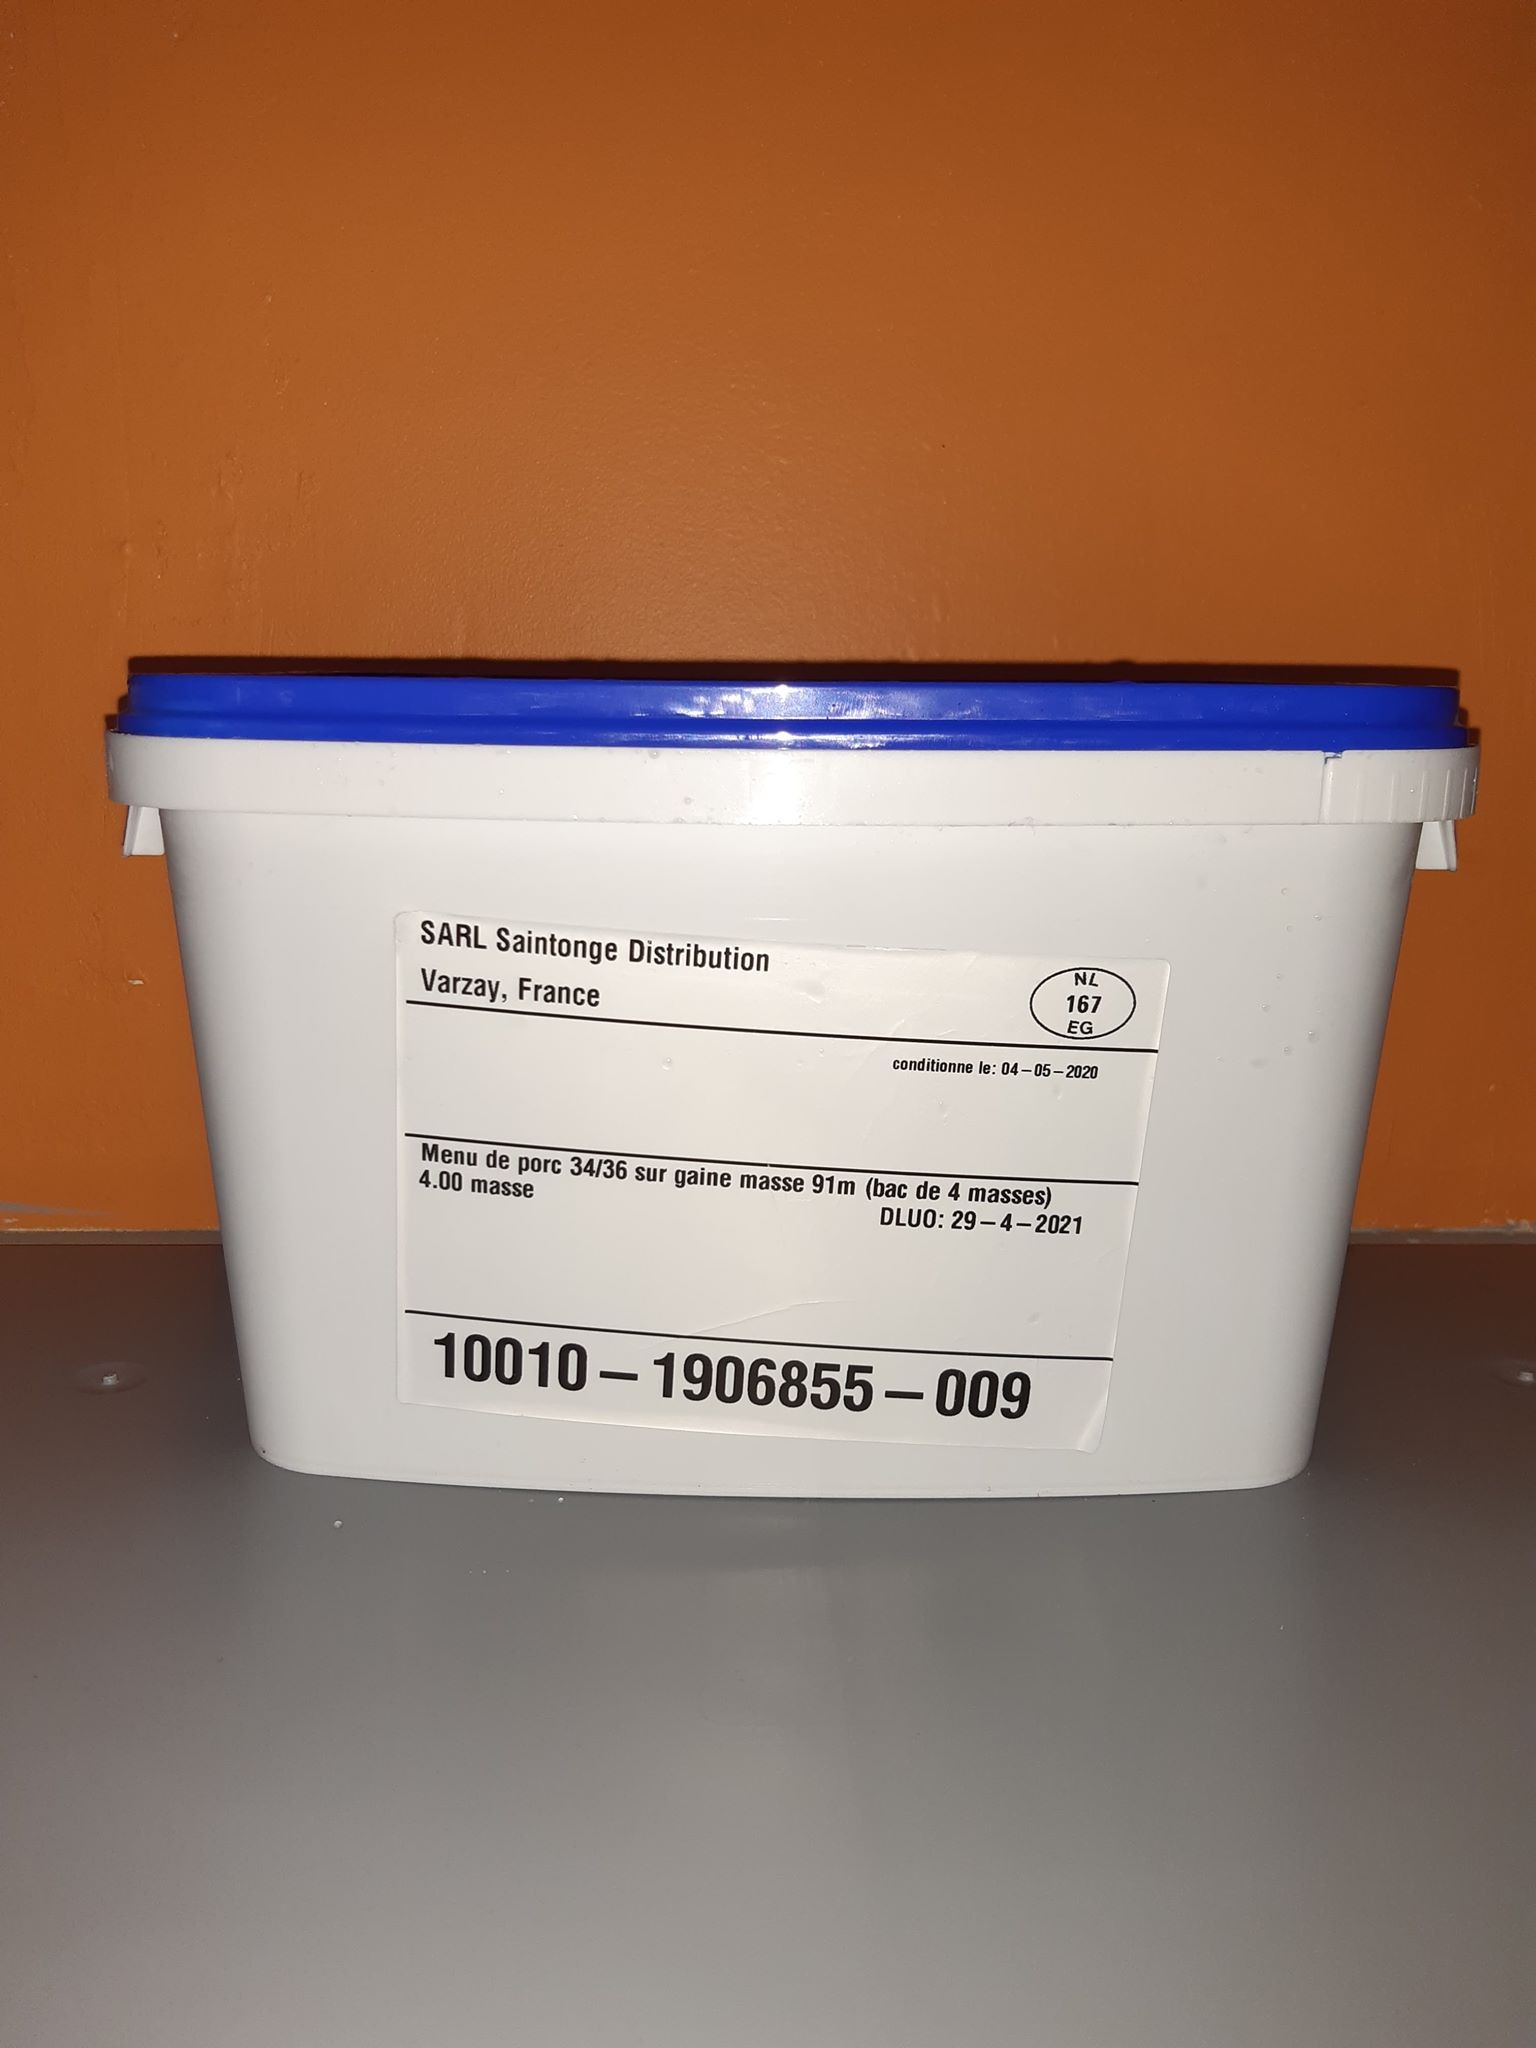 SARL Saintonge Distribution
Varzay, France
NL
167
EG
conditionne le: 04-05-2020
Menu de porc 34/36 sur gaine masse 91m (bac de 4 masses)
4.00 masse
DLUO: 29-4-2021
10010-1906855-009